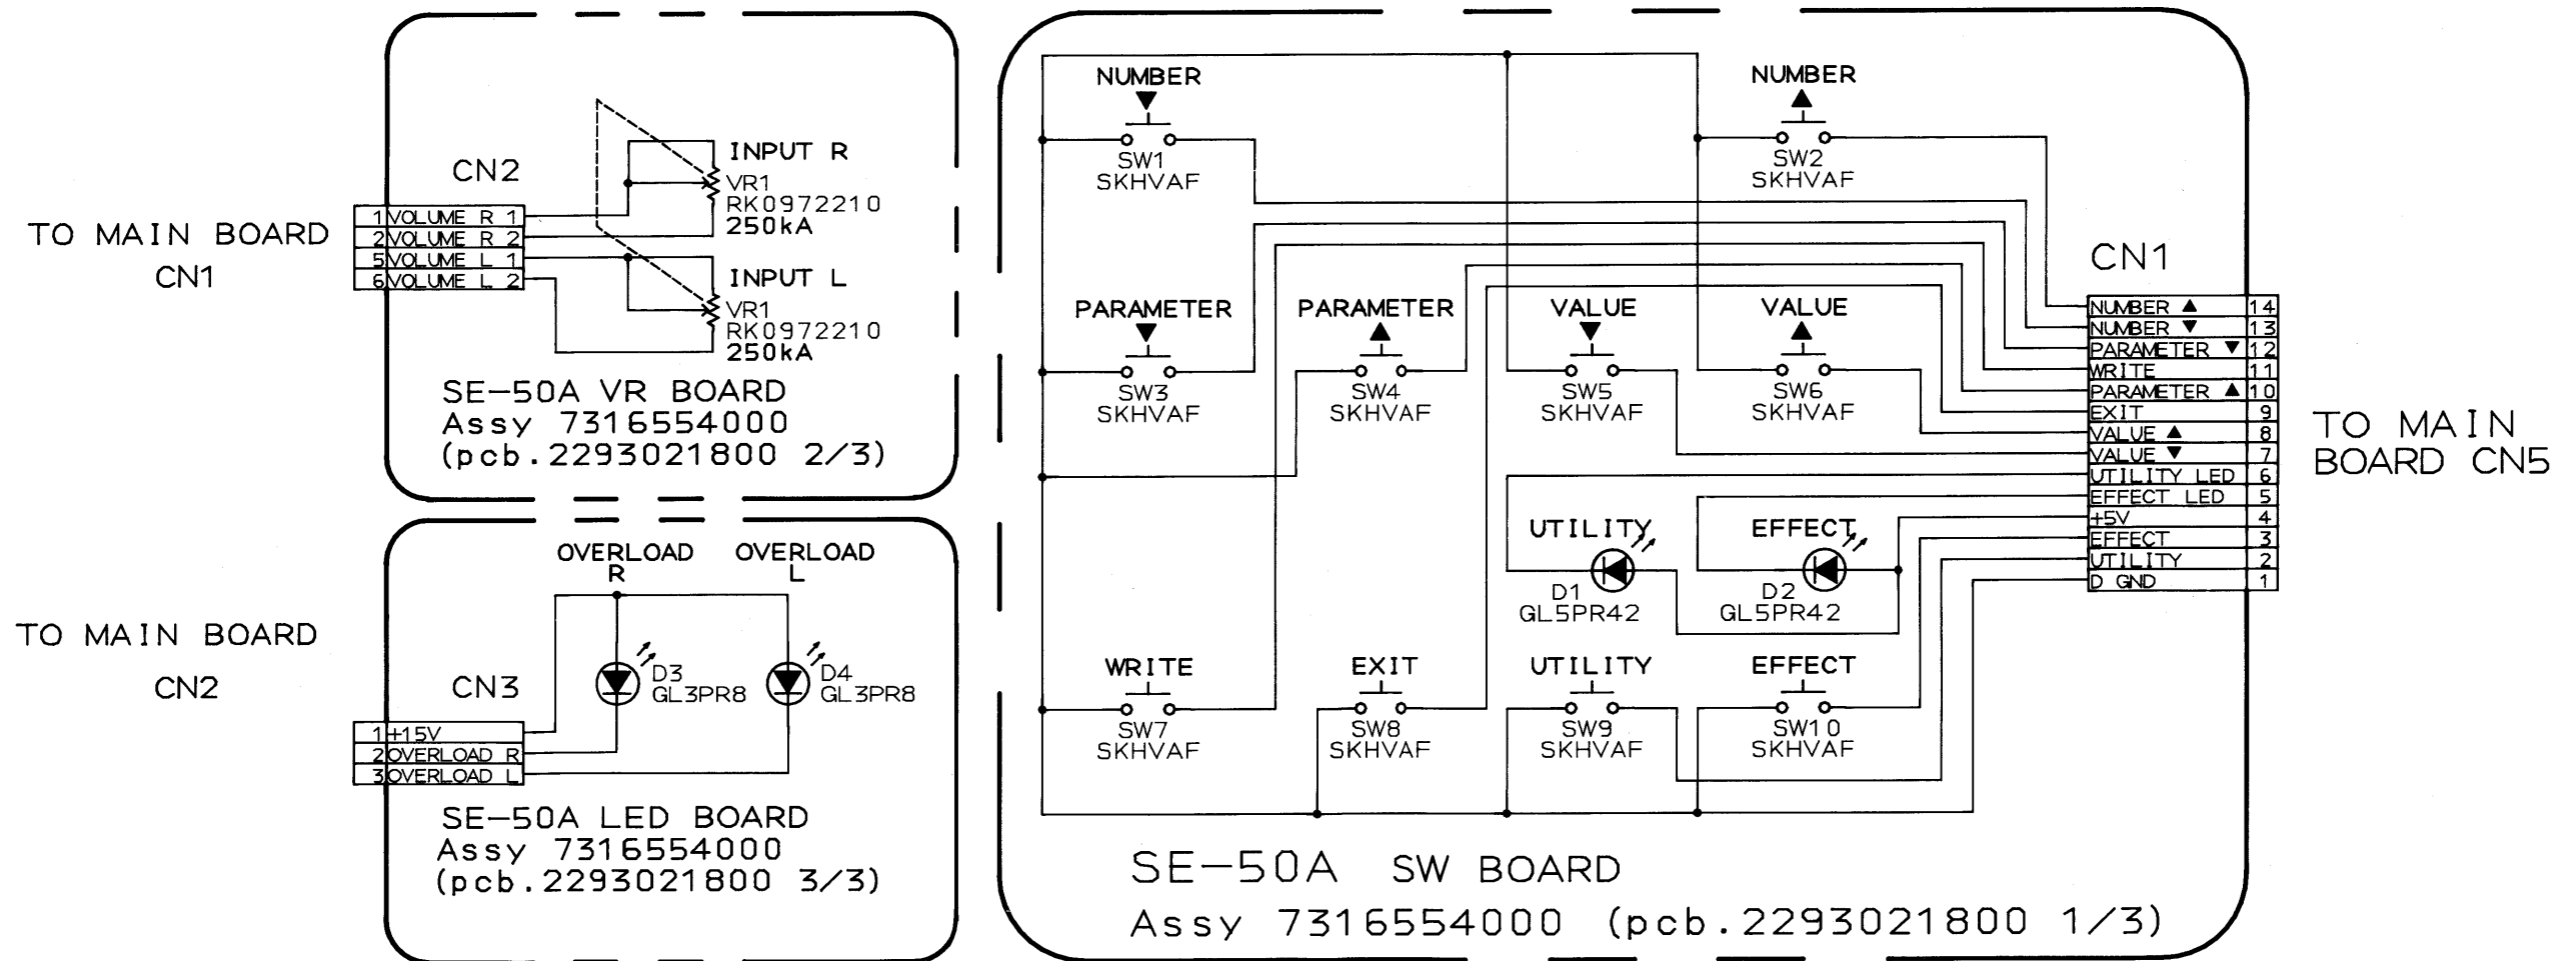 TO MAIN BOARD
CN1
CN2
1 VOLUME R 1
2 VOLUME R 2
5 VOLUME L 1
6 VOLUME L 2
INPUT R
VR1
RK0972210
250kA
INPUT L
VR1
RK0972210
250kA
SE-50A VR BOARD
Assy 7316554000
(pcb.2293021800 2/3)
TO MAIN BOARD
CN2
OVERLOAD
R
OVERLOAD
L
CN3
D3
GL3PR8
D4
GL3PR8
1 +15V
2 OVERLOAD R
3 OVERLOAD L
SE-50A LED BOARD
Assy 7316554000
(pcb.2293021800 3/3)
NUMBER
▼
SW1
SKHVAF
NUMBER
▲
SW2
SKHVAF
PARAMETER
▼
SW3
SKHVAF
PARAMETER
▲
SW4
SKHVAF
VALUE
▼
SW5
SKHVAF
VALUE
▲
SW6
SKHVAF
UTILITY
D1
GL5PR42
EFFECT
D2
GL5PR42
WRITE
SW7
SKHVAF
EXIT
SW8
SKHVAF
UTILITY
SW9
SKHVAF
EFFECT
SW10
SKHVAF
CN1
NUMBER ▲ 14
NUMBER ▼ 13
PARAMETER ▼ 12
WRITE 11
PARAMETER ▲ 10
EXIT 9
VALUE ▲ 8
VALUE ▼ 7
UTILITY LED 6
EFFECT LED 5
+5V 4
EFFECT 3
UTILITY 2
D GND 1
TO MAIN
BOARD CN5
SE-50A SW BOARD
Assy 7316554000 (pcb.2293021800 1/3)